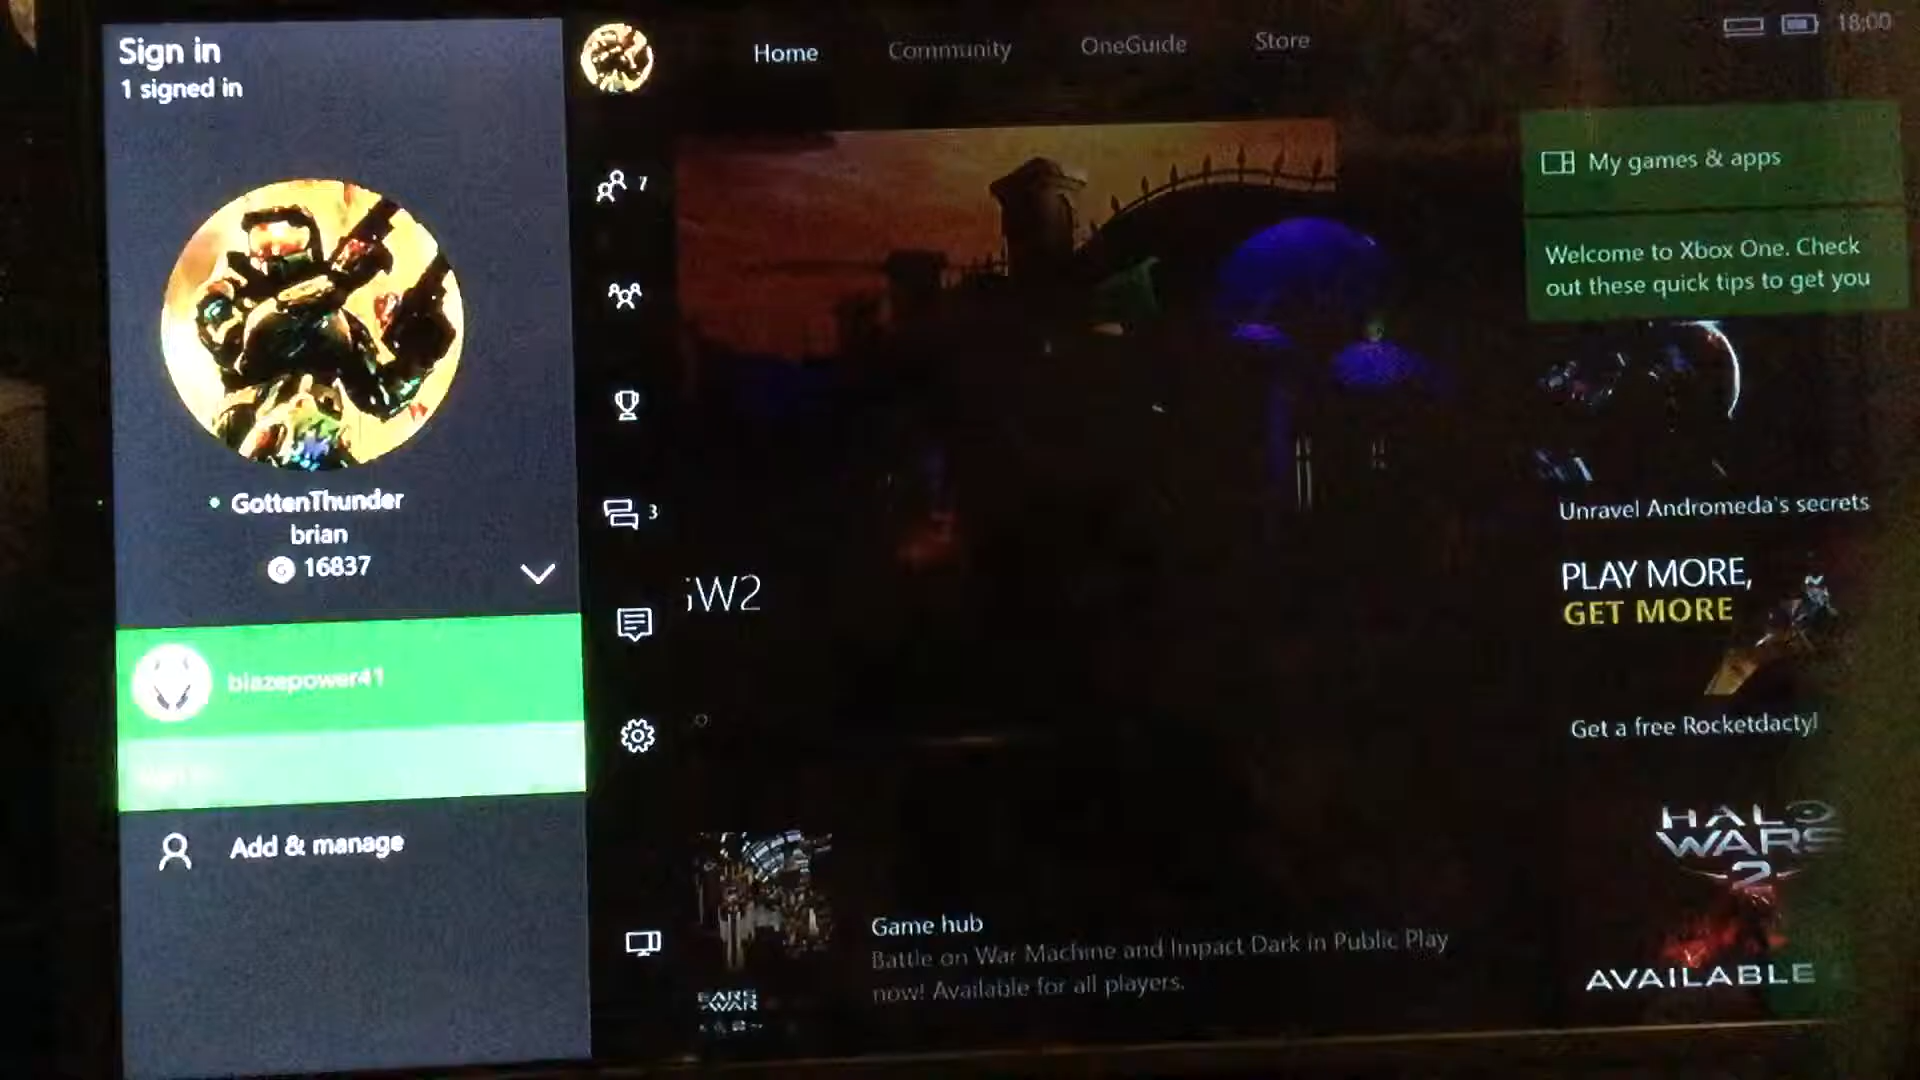 Sign in
1 signed in
GottenThunder
brian
G 16837
blazepower41
Add & manage
7
3
Home
Community
OneGuide
Store
18:00
W2
Game hub
Battle on War Machine and Impact Dark in Public Play
now! Available for all players.
EARS
WAR
My games & apps
Welcome to Xbox One. Check
out these quick tips to get you
Unravel Andromeda's secrets
PLAY MORE,
GET MORE
Get a free Rocketdactyl
HALO
WARS
2
AVAILABLE